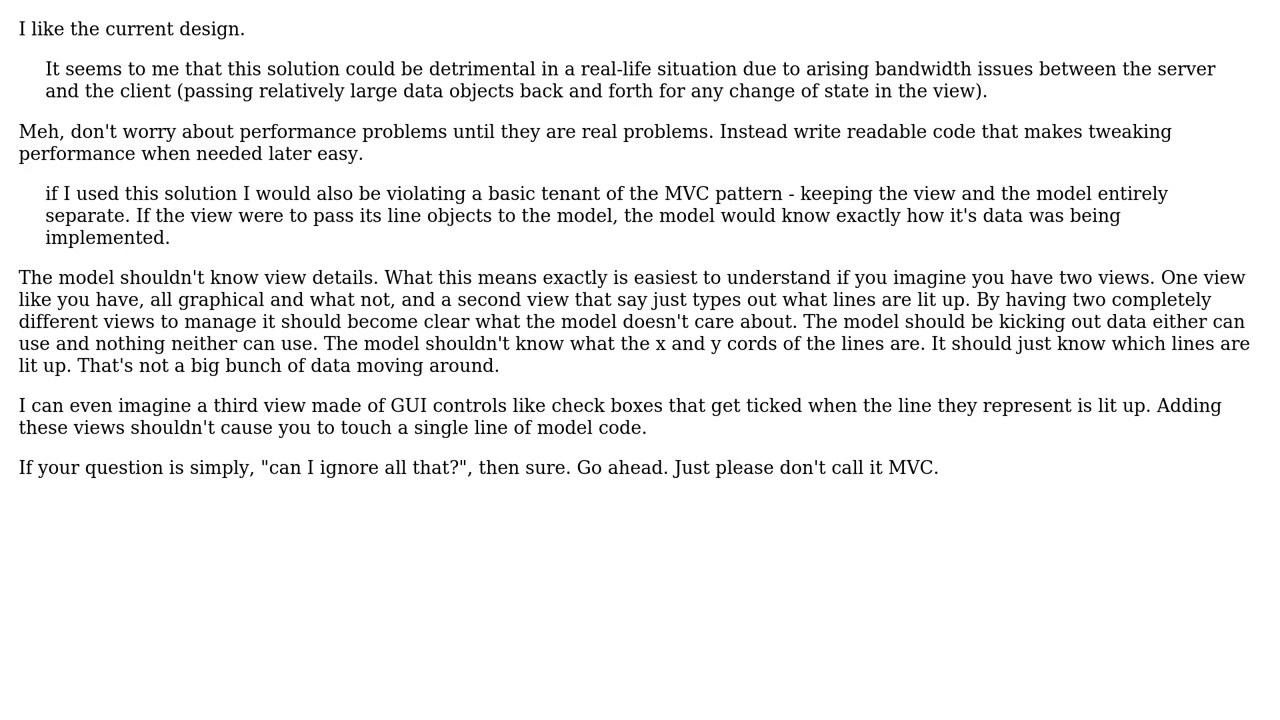 I like the current design.
It seems to me that this solution could be detrimental in a real-life situation due to arising bandwidth issues between the server
and the client (passing relatively large data objects back and forth for any change of state in the view).
Meh, don't worry about performance problems until they are real problems. Instead write readable code that makes tweaking
performance when needed later easy.
if I used this solution I would also be violating a basic tenant of the MVC pattern - keeping the view and the model entirely
separate. If the view were to pass its line objects to the model, the model would know exactly how it's data was being
implemented.
The model shouldn't know view details. What this means exactly is easiest to understand if you imagine you have two views. One view
like you have, all graphical and what not, and a second view that say just types out what lines are lit up. By having two completely
different views to manage it should become clear what the model doesn't care about. The model should be kicking out data either can
use and nothing neither can use. The model shouldn't know what the x and y cords of the lines are. It should just know which lines are
lit up. That's not a big bunch of data moving around.
I can even imagine a third view made of GUI controls like check boxes that get ticked when the line they represent is lit up. Adding
these views shouldn't cause you to touch a single line of model code.
If your question is simply, "can I ignore all that?", then sure. Go ahead. Just please don't call it MVC.